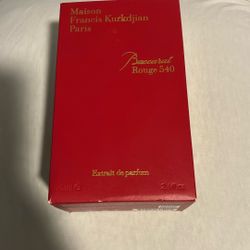 Maison
Francis Kurkdjian
Paris
Baccarat
Rouge 540
Extrait de parfum